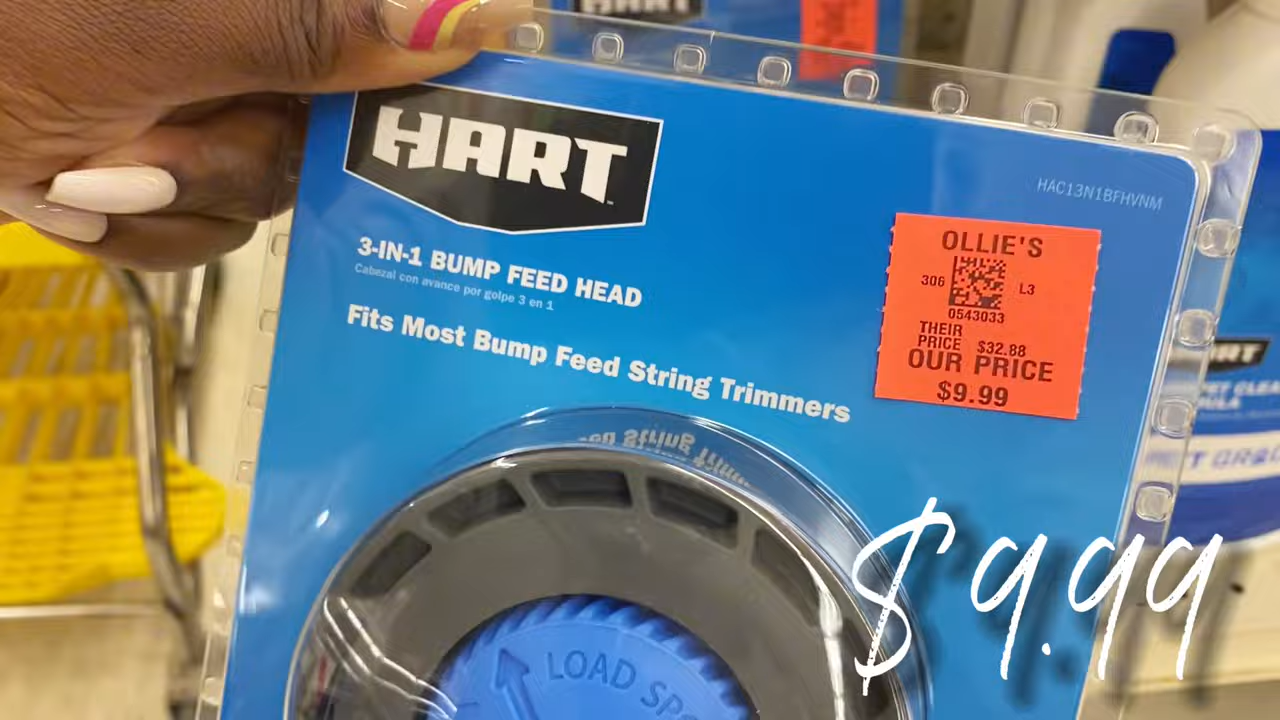 HART
HART
HAC13N1BFHVNM
3-IN-1 BUMP FEED HEAD
Cabezal con avance por golpe 3 en 1
Fits Most Bump Feed String Trimmers
OLLIE'S
306 L3
0543033
THEIR
PRICE $32.88
OUR PRICE
$9.99
LOAD
$9.99